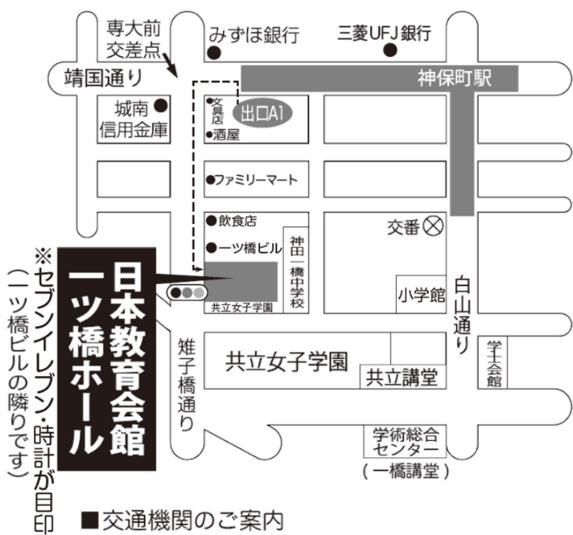 専大前
交差点
みずほ銀行
三菱UFJ銀行
靖国通り
神保町駅
城南
信用金庫
文具店
出口A1
酒屋
ファミリーマート
飲食店
一ツ橋ビル
神田一橋中学校
交番
共立女子学園
小学館
白山通り
日本教育会館
一ツ橋ホール
※セブンイレブン・時計が目印
(一ツ橋ビルの隣りです)
雉子橋通り
共立女子学園
共立講堂
学士会館
学術総合
センター
(一橋講堂)
■交通機関のご案内